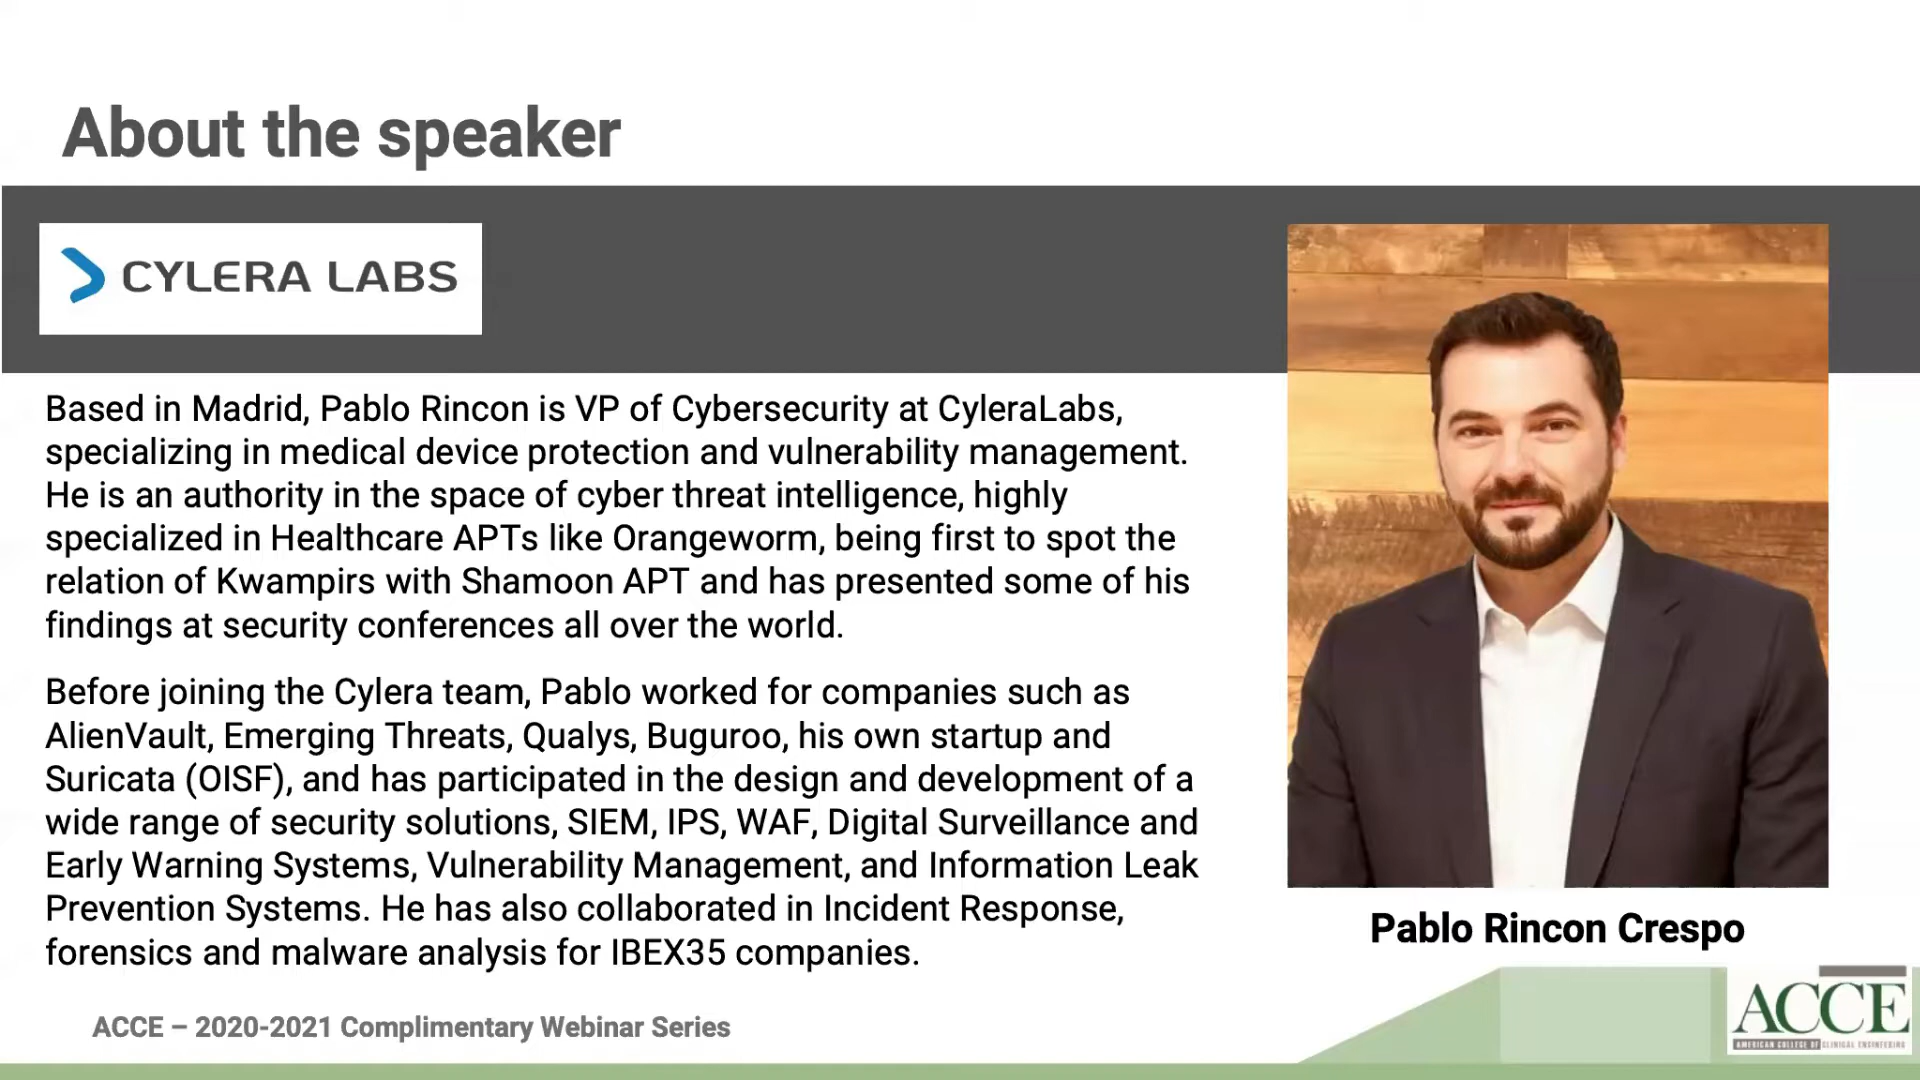 About the speaker
CYLERA LABS
Based in Madrid, Pablo Rincon is VP of Cybersecurity at CyleraLabs,
specializing in medical device protection and vulnerability management.
He is an authority in the space of cyber threat intelligence, highly
specialized in Healthcare APTs like Orangeworm, being first to spot the
relation of Kwampirs with Shamoon APT and has presented some of his
findings at security conferences all over the world.
Before joining the Cylera team, Pablo worked for companies such as
AlienVault, Emerging Threats, Qualys, Buguroo, his own startup and
Suricata (OISF), and has participated in the design and development of a
wide range of security solutions, SIEM, IPS, WAF, Digital Surveillance and
Early Warning Systems, Vulnerability Management, and Information Leak
Prevention Systems. He has also collaborated in Incident Response,
forensics and malware analysis for IBEX35 companies.
Pablo Rincon Crespo
ACCE – 2020-2021 Complimentary Webinar Series
ACCE
AMERICAN COLLEGE OF CLINICAL ENGINEERING